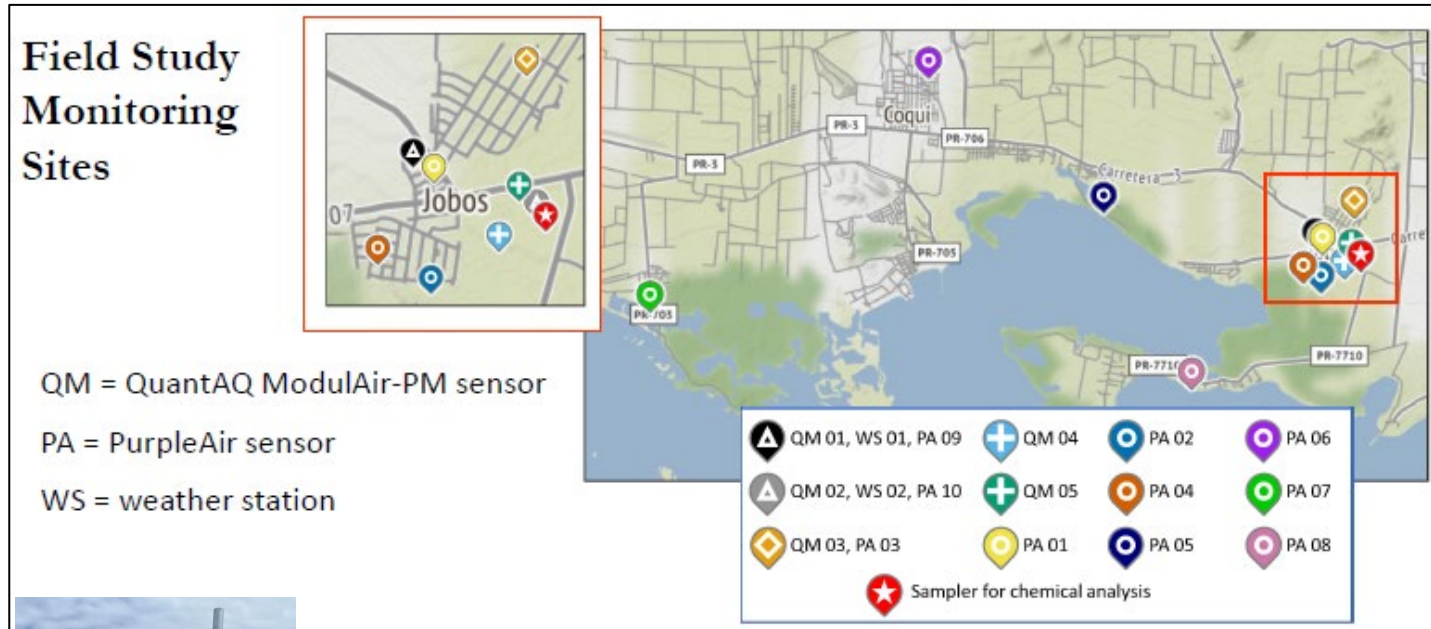 Field Study
Monitoring
Sites
Jobos
07
QM = QuantAQ ModulAir-PM sensor
PA = PurpleAir sensor
WS = weather station
Coqui
PR-3
PR-706
PR-3
Carretera 3
Carre
PR-705
PR-703
PR-7710
PR-7710
QM 01, WS 01, PA 09
QM 04
PA 02
PA 06
QM 02, WS 02, PA 10
QM 05
PA 04
PA 07
QM 03, PA 03
PA 01
PA 05
PA 08
Sampler for chemical analysis